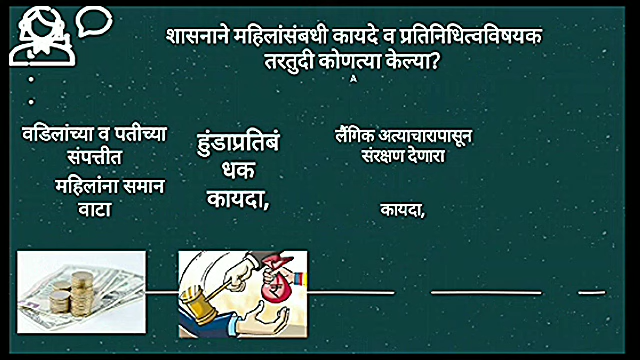 शासनाने महिलांसंबधी कायदे व प्रतिनिधित्वविषयक
तरतुदी कोणत्या केल्या?
A
वडिलांच्या व पतीच्या
संपत्तीत
महिलांना समान
वाटा
हुंडाप्रतिबं
धक
कायदा,
लैंगिक अत्याचारापासून
संरक्षण देणारा
कायदा,